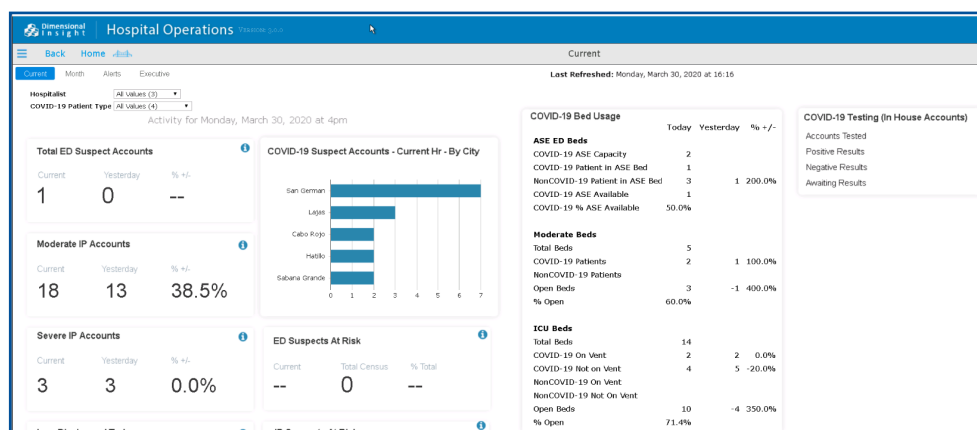 Dimensional
Insight
Hospital Operations
Back Home
Current
Current Month Alerts Executive
Last Refreshed: Monday, March 30, 2020 at 16:16
Hospitalist All Values (3)
COVID-19 Patient Type All Values (4)
Activity for Monday, March 30, 2020 at 4pm
Total ED Suspect Accounts
Current Yesterday % +/-
1 0 --
Moderate IP Accounts
Current Yesterday % +/-
18 13 38.5%
Severe IP Accounts
Current Yesterday % +/-
3 3 0.0%
COVID-19 Suspect Accounts - Current Hr - By City
San German
Lajas
Cabo Rojo
Hatillo
Sabana Grande
0 1 2 3 4 5 6 7
ED Suspects At Risk
Current Total Census % Total
-- 0 --
COVID-19 Bed Usage
Today Yesterday % +/-
ASE ED Beds
COVID-19 ASE Capacity 2
COVID-19 Patient in ASE Bed 1
NonCOVID-19 Patient in ASE Bed 3 1 200.0%
COVID-19 ASE Available 1
COVID-19 % ASE Available 50.0%
Moderate Beds
Total Beds 5
COVID-19 Patients 2 1 100.0%
NonCOVID-19 Patients
Open Beds 3 -1 400.0%
% Open 60.0%
ICU Beds
Total Beds 14
COVID-19 On Vent 2 2 0.0%
COVID-19 Not on Vent 4 5 -20.0%
NonCOVID-19 On Vent
NonCOVID-19 Not On Vent
Open Beds 10 -4 350.0%
% Open 71.4%
COVID-19 Testing (In House Accounts)
Accounts Tested
Positive Results
Negative Results
Awaiting Results